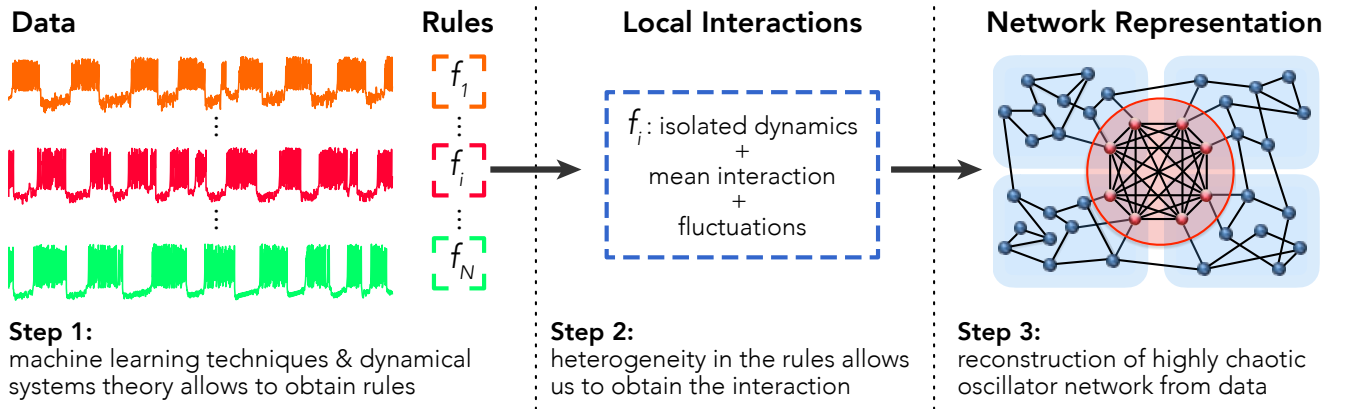 Data
Rules
f1
fi
fN
Step 1:
machine learning techniques & dynamical
systems theory allows to obtain rules
Local Interactions
fi: isolated dynamics
+
mean interaction
+
fluctuations
Step 2:
heterogeneity in the rules allows
us to obtain the interaction
Network Representation
Step 3:
reconstruction of highly chaotic
oscillator network from data